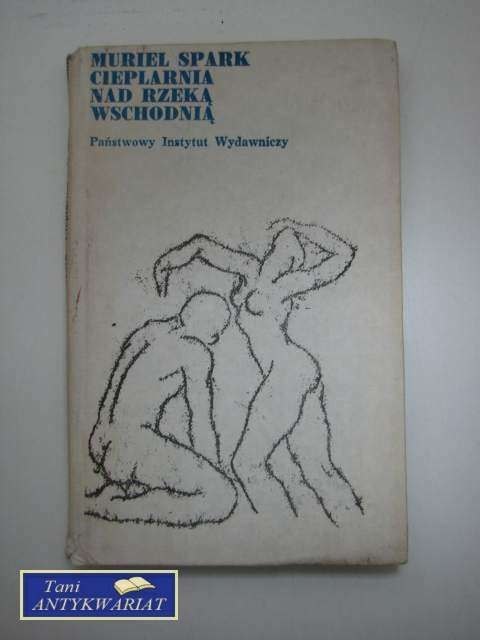 MURIEL SPARK
CIEPLARNIA
NAD RZEKĄ
WSCHODNIĄ
Państwowy Instytut Wydawniczy
Tani
ANTYKWARIAT